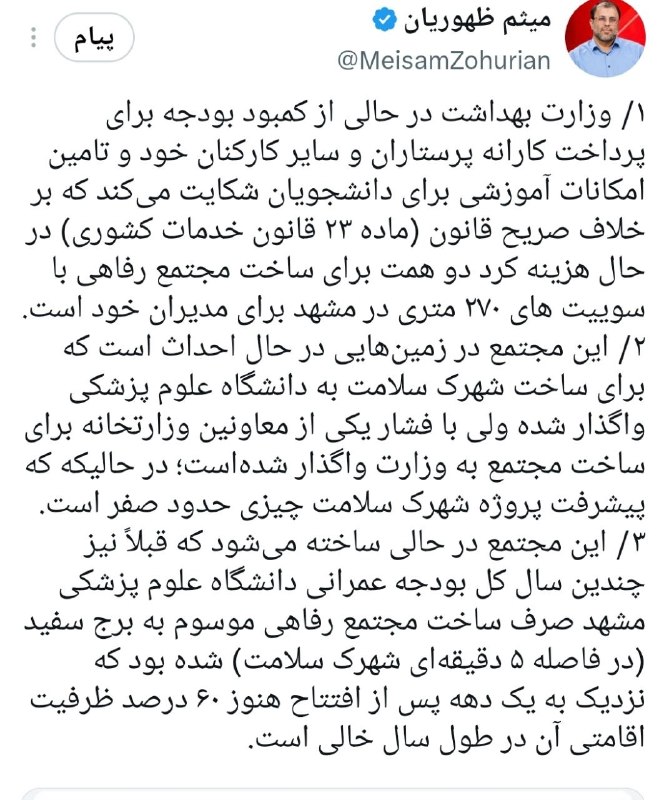 میثم ظهوریان
@MeisamZohurian
پیام
۱/ وزارت بهداشت در حالی از کمبود بودجه برای
پرداخت کارانه پرستاران و سایر کارکنان خود و تامین
امکانات آموزشی برای دانشجویان شکایت می‌کند که بر
خلاف صریح قانون (ماده ۲۳ قانون خدمات کشوری) در
حال هزینه کرد دو همت برای ساخت مجتمع رفاهی با
سوییت های ۲۷۰ متری در مشهد برای مدیران خود است.
۲/ این مجتمع در زمین‌هایی در حال احداث است که
برای ساخت شهرک سلامت به دانشگاه علوم پزشکی
واگذار شده ولی با فشار یکی از معاونین وزارتخانه برای
ساخت مجتمع به وزارت واگذار شده‌است؛ در حالیکه که
پیشرفت پروژه شهرک سلامت چیزی حدود صفر است.
۳/ این مجتمع در حالی ساخته می‌شود که قبلاً نیز
چندین سال کل بودجه عمرانی دانشگاه علوم پزشکی
مشهد صرف ساخت مجتمع رفاهی موسوم به برج سفید
(در فاصله ۵ دقیقه‌ای شهرک سلامت) شده بود که
نزدیک به یک دهه پس از افتتاح هنوز ۶۰ درصد ظرفیت
اقامتی آن در طول سال خالی است.